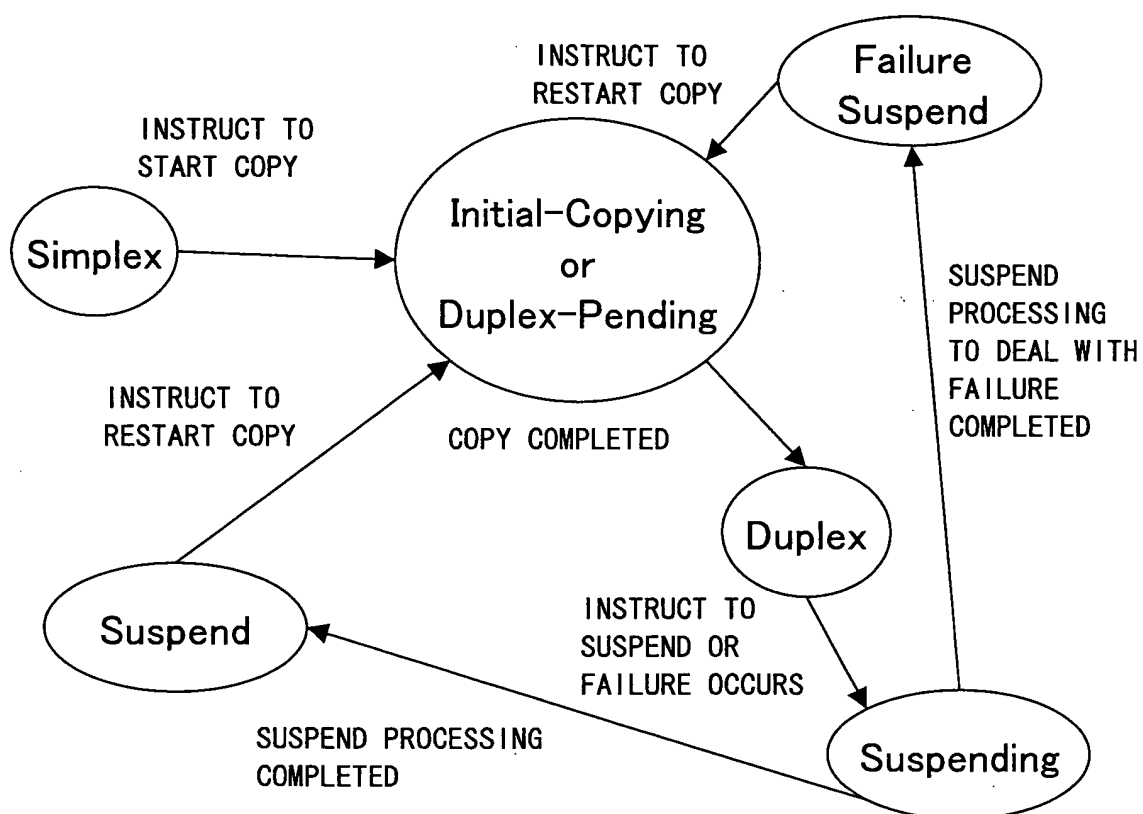 INSTRUCT TO
RESTART COPY
Failure
Suspend
INSTRUCT TO
START COPY
Simplex
Initial-Copying
or
Duplex-Pending
SUSPEND
PROCESSING
TO DEAL WITH
FAILURE
COMPLETED
INSTRUCT TO
RESTART COPY
COPY COMPLETED
Duplex
INSTRUCT TO
SUSPEND OR
FAILURE OCCURS
Suspend
SUSPEND PROCESSING
COMPLETED
Suspending